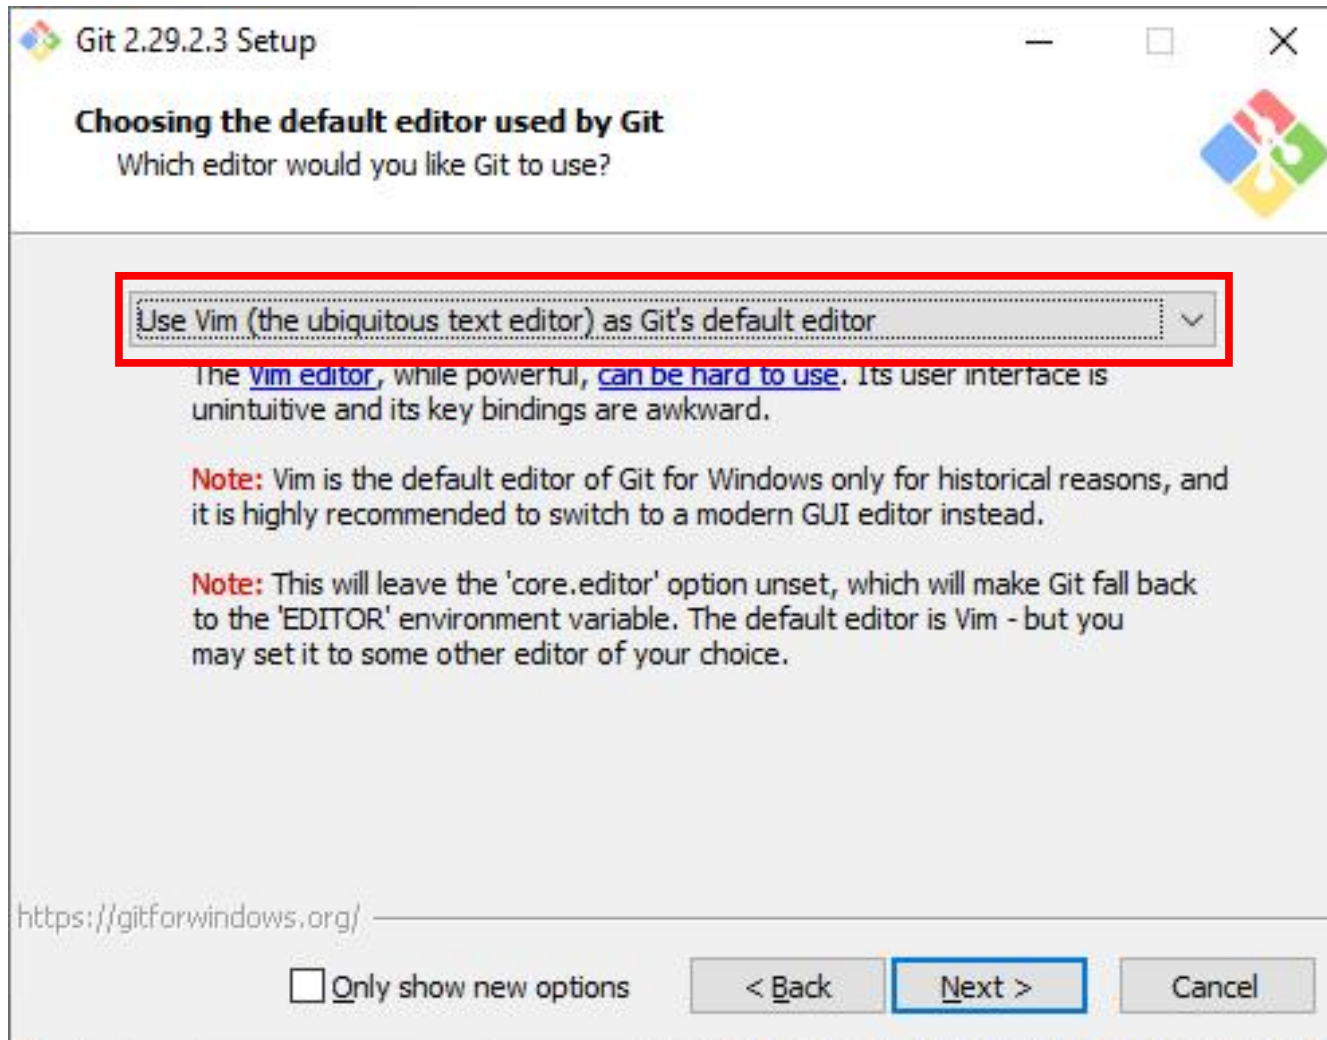 Git 2.29.2.3 Setup
Choosing the default editor used by Git
Which editor would you like Git to use?
Use Vim (the ubiquitous text editor) as Git's default editor
The Vim editor, while powerful, can be hard to use. Its user interface is
unintuitive and its key bindings are awkward.
Note: Vim is the default editor of Git for Windows only for historical reasons, and
it is highly recommended to switch to a modern GUI editor instead.
Note: This will leave the 'core.editor' option unset, which will make Git fall back
to the 'EDITOR' environment variable. The default editor is Vim - but you
may set it to some other editor of your choice.
https://gitforwindows.org/
Only show new options
< Back
Next >
Cancel